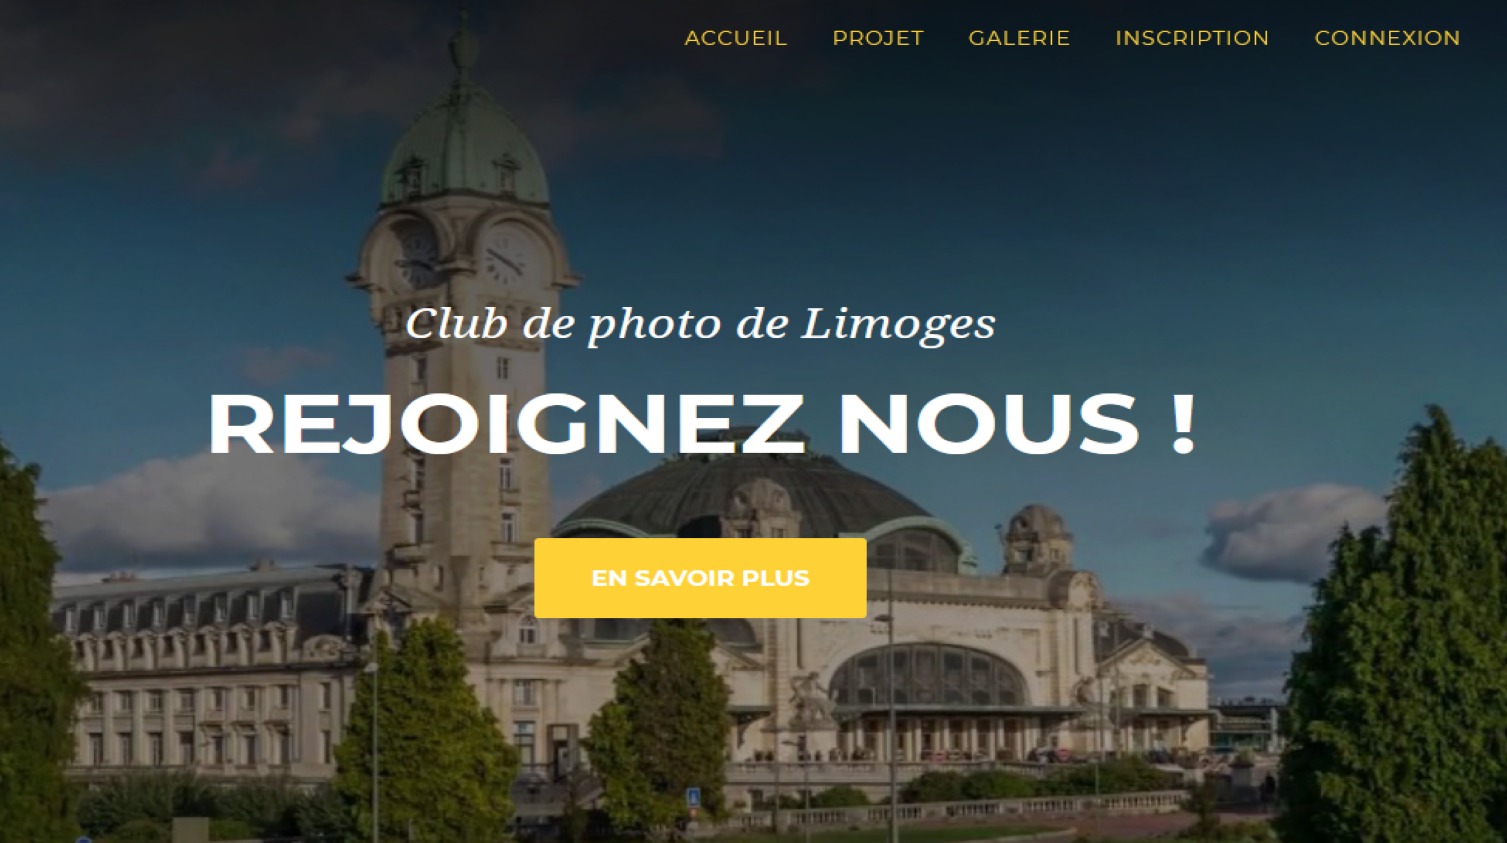 ACCUEIL PROJET GALERIE INSCRIPTION CONNEXION
Club de photo de Limoges
REJOIGNEZ NOUS !
EN SAVOIR PLUS